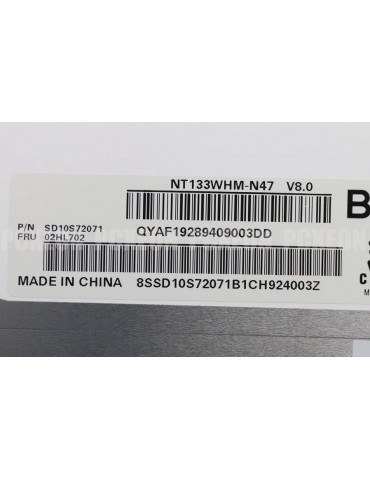 NT133WHM-N47 V8.0
B
P/N SD10S72071
FRU 02HL702
QYAF19289409003DD
C
M
MADE IN CHINA 8SSD10S72071B1CH924003Z